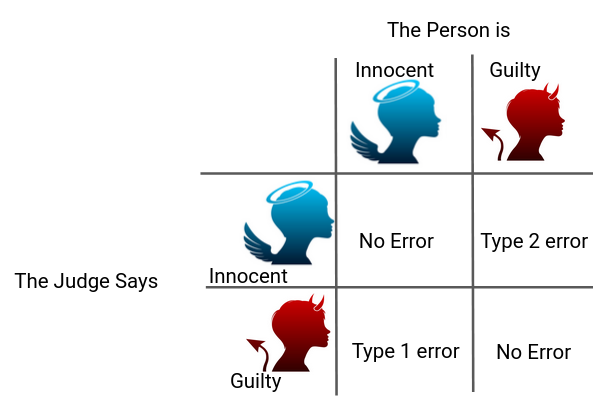 The Person is
Innocent
Guilty
No Error
Type 2 error
The Judge Says
Innocent
Type 1 error
No Error
Guilty